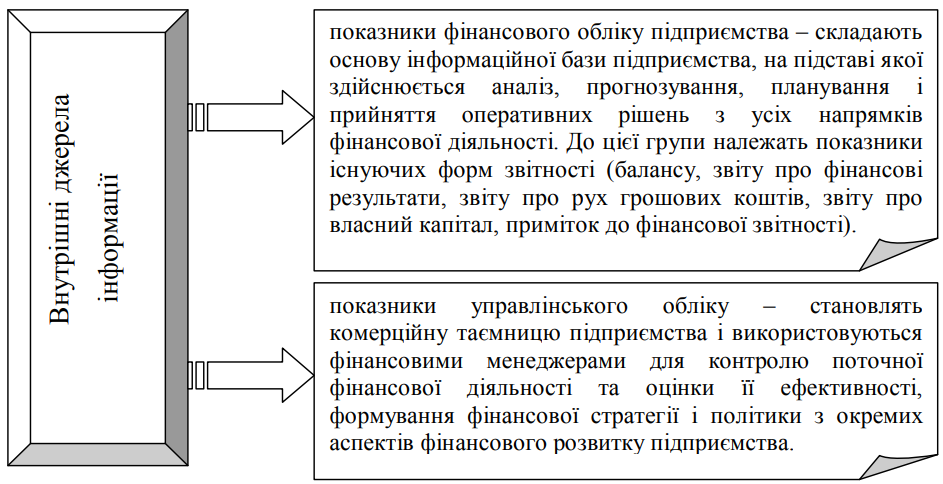 Внутрішні джерела
інформації
показники фінансового обліку підприємства – складають
основу інформаційної бази підприємства, на підставі якої
здійснюється аналіз, прогнозування, планування і
прийняття оперативних рішень з усіх напрямків
фінансової діяльності. До цієї групи належать показники
існуючих форм звітності (балансу, звіту про фінансові
результати, звіту про рух грошових коштів, звіту про
власний капітал, приміток до фінансової звітності).
показники управлінського обліку – становлять
комерційну таємницю підприємства і використовуються
фінансовими менеджерами для контролю поточної
фінансової діяльності та оцінки її ефективності,
формування фінансової стратегії і політики з окремих
аспектів фінансового розвитку підприємства.